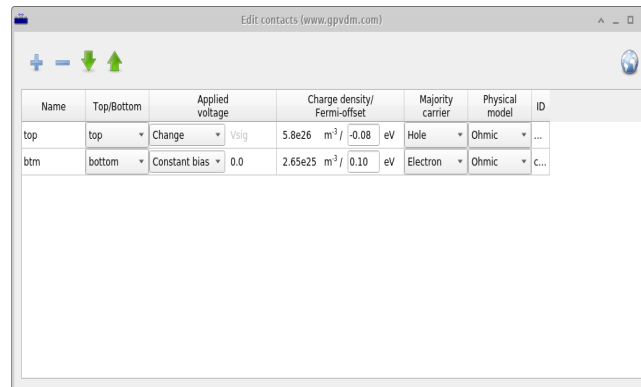 Edit contacts (www.gpvdm.com)
Name Top/Bottom Applied voltage Charge density/ Fermi-offset Majority carrier Physical model ID
top top Change Vsig 5.8e26 m-3 / -0.08 eV Hole Ohmic ...
btm bottom Constant bias 0.0 2.65e25 m-3 / 0.10 eV Electron Ohmic c...